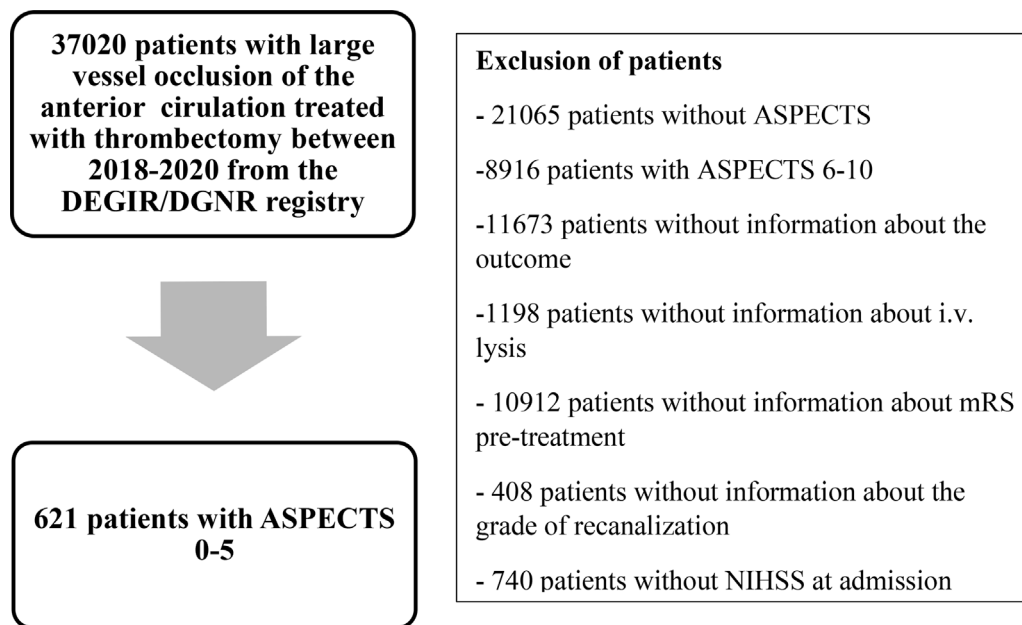 37020 patients with large
vessel occlusion of the
anterior cirulation treated
with thrombectomy between
2018-2020 from the
DEGIR/DGNR registry
621 patients with ASPECTS
0-5
Exclusion of patients
- 21065 patients without ASPECTS
-8916 patients with ASPECTS 6-10
-11673 patients without information about the
outcome
-1198 patients without information about i.v.
lysis
- 10912 patients without information about mRS
pre-treatment
- 408 patients without information about the
grade of recanalization
- 740 patients without NIHSS at admission